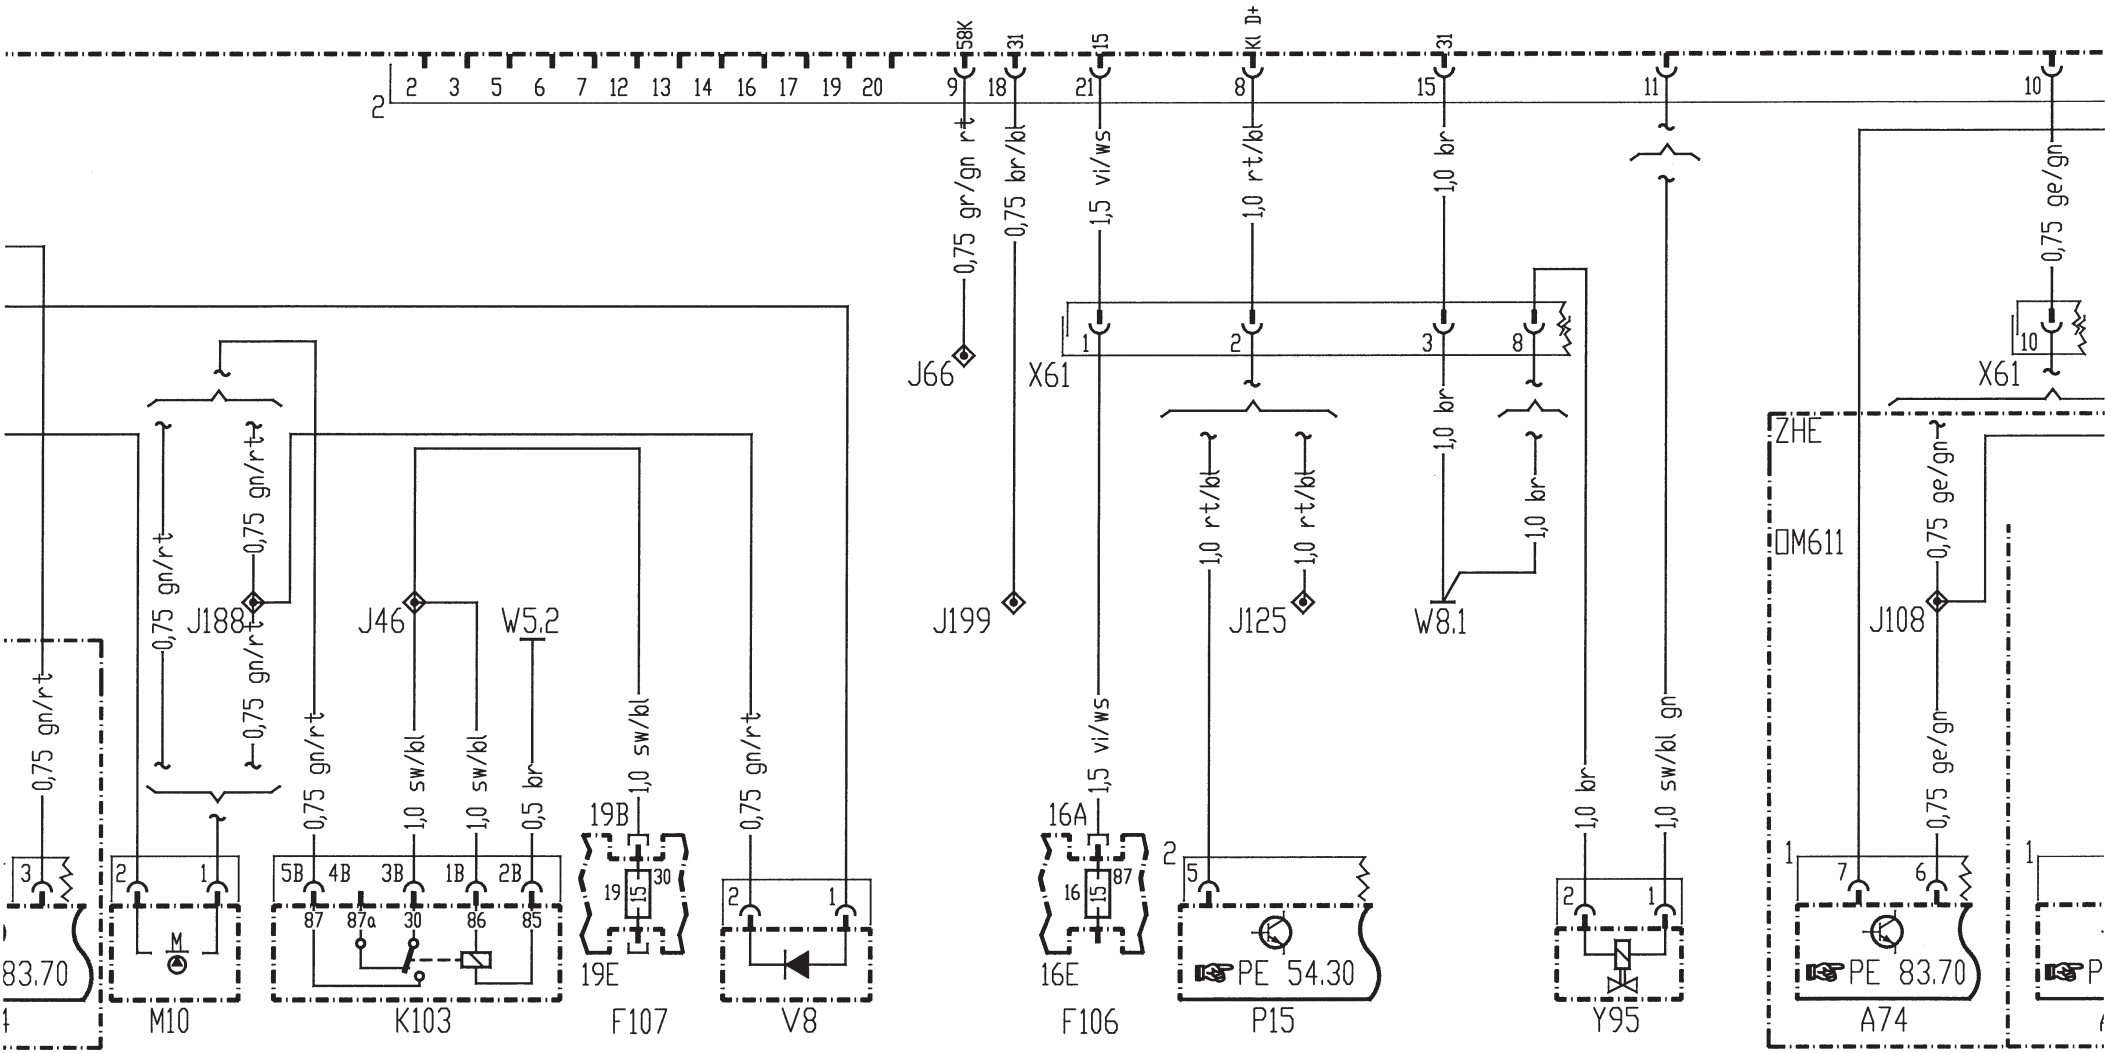 58K 31 15 Kl D+ 31
2 3 5 6 7 12 13 14 16 17 19 20 9 18 21 8 15 11 10
2
0,75 gr/gn rt
0,75 br/bl
1,5 vi/ws
1,0 rt/bl
1,0 br
0,75 ge/gn
1 2 3 8
10
J66
X61
X61
ZHE
0,75 gn/rt
0,75 gn/rt
1,0 br
0,75 ge/gn
1,0 rt/bl
1,0 rt/bl
1,0 br
OM611
J188
J46
W5.2
J199
J125
W8.1
J108
0,75 gn/rt
0,75 gn/rt
0,75 gn/rt
1,0 sw/bl
1,0 sw/bl
0,5 br
1,0 sw/bl
0,75 gn/rt
1,5 vi/ws
1,0 br
1,0 sw/bl gn
0,75 ge/gn
19B
16A
3
2 1
5B 4B 3B 1B 2B
87 87a 30 86 85
19 15 30
2 1
16 15 87
2
5
2 1
1
7 6
1
M
83.70
19E
16E
PE 54.30
PE 83.70
P
4
M10
K103
F107
V8
F106
P15
Y95
A74